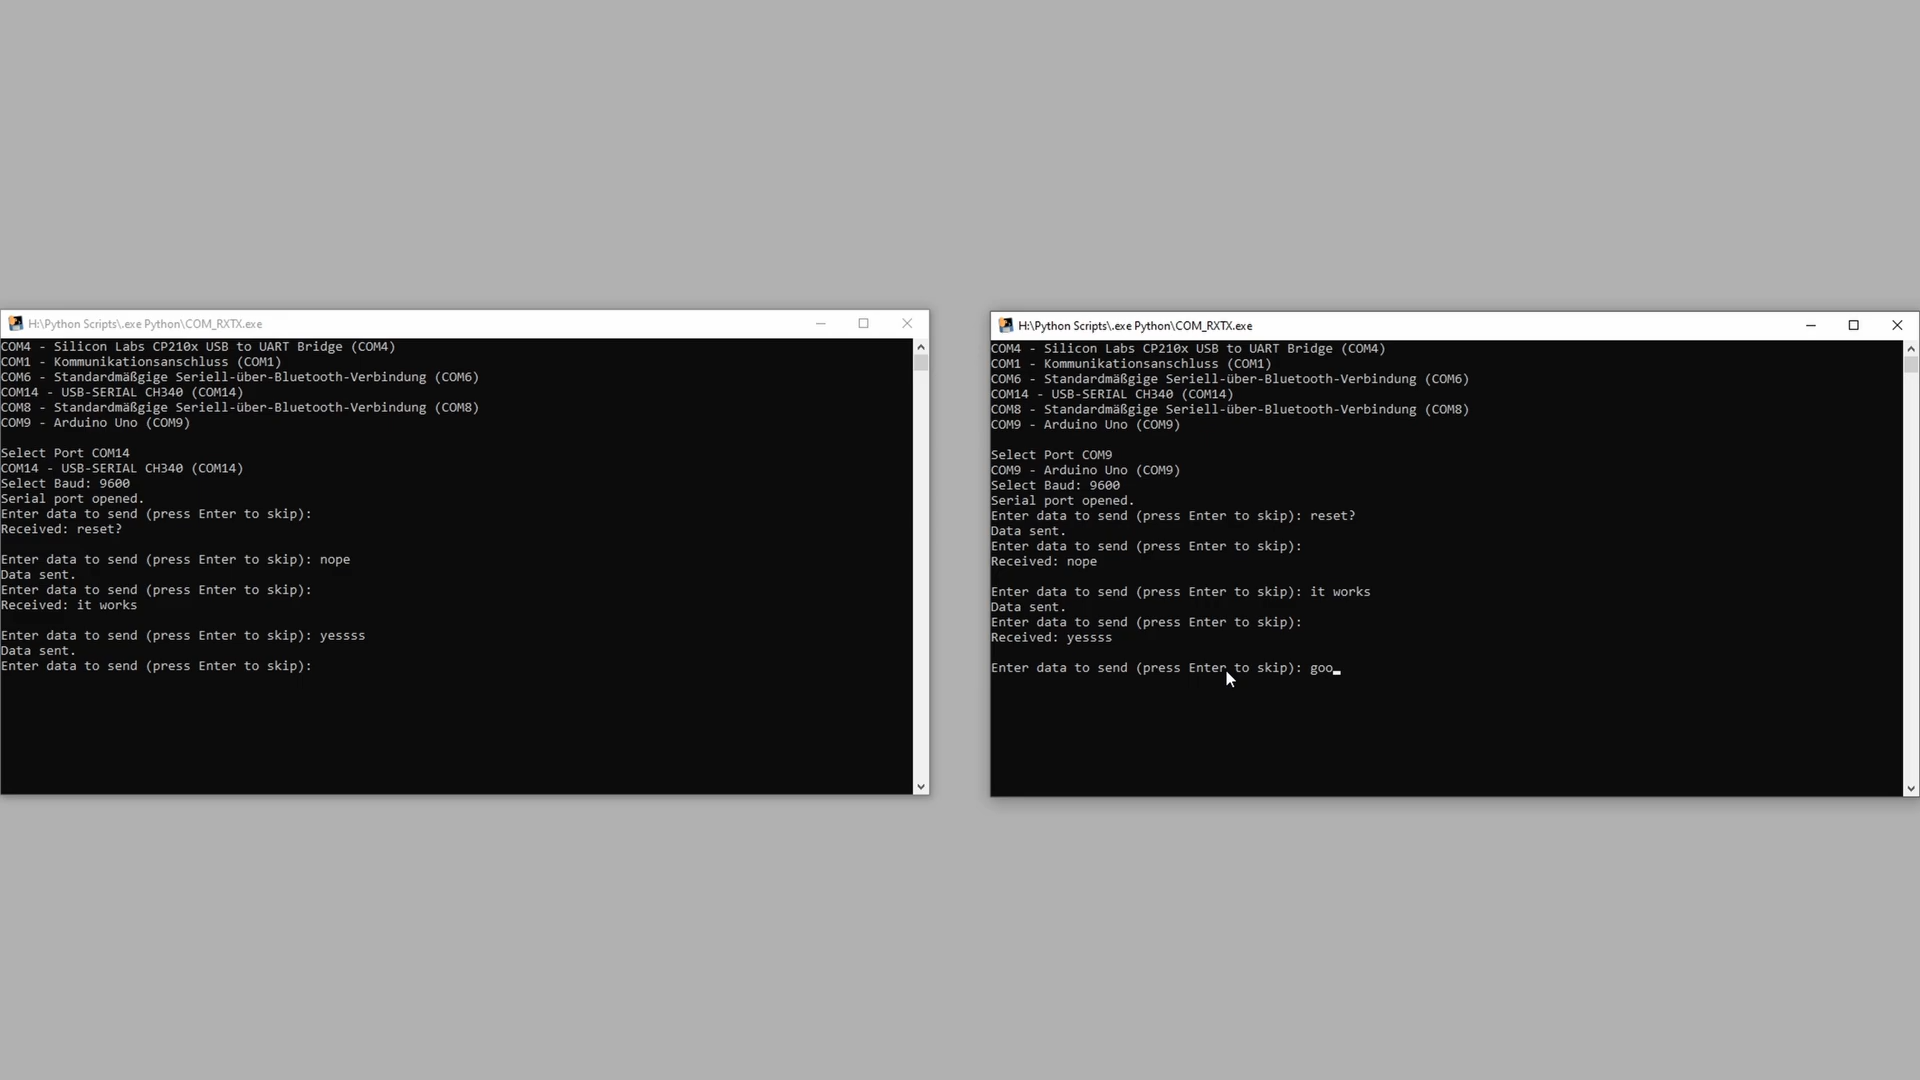 H:\Python Scripts\.exe Python\COM_RXTX.exe
COM4 - Silicon Labs CP210x USB to UART Bridge (COM4)
COM1 - Kommunikationsanschluss (COM1)
COM6 - Standardmäßgige Seriell-über-Bluetooth-Verbindung (COM6)
COM14 - USB-SERIAL CH340 (COM14)
COM8 - Standardmäßgige Seriell-über-Bluetooth-Verbindung (COM8)
COM9 - Arduino Uno (COM9)
Select Port COM14
COM14 - USB-SERIAL CH340 (COM14)
Select Baud: 9600
Serial port opened.
Enter data to send (press Enter to skip):
Received: reset?
Enter data to send (press Enter to skip): nope
Data sent.
Enter data to send (press Enter to skip):
Received: it works
Enter data to send (press Enter to skip): yessss
Data sent.
Enter data to send (press Enter to skip):
H:\Python Scripts\.exe Python\COM_RXTX.exe
COM4 - Silicon Labs CP210x USB to UART Bridge (COM4)
COM1 - Kommunikationsanschluss (COM1)
COM6 - Standardmäßgige Seriell-über-Bluetooth-Verbindung (COM6)
COM14 - USB-SERIAL CH340 (COM14)
COM8 - Standardmäßgige Seriell-über-Bluetooth-Verbindung (COM8)
COM9 - Arduino Uno (COM9)
Select Port COM9
COM9 - Arduino Uno (COM9)
Select Baud: 9600
Serial port opened.
Enter data to send (press Enter to skip): reset?
Data sent.
Enter data to send (press Enter to skip):
Received: nope
Enter data to send (press Enter to skip): it works
Data sent.
Enter data to send (press Enter to skip):
Received: yessss
Enter data to send (press Enter to skip): goo